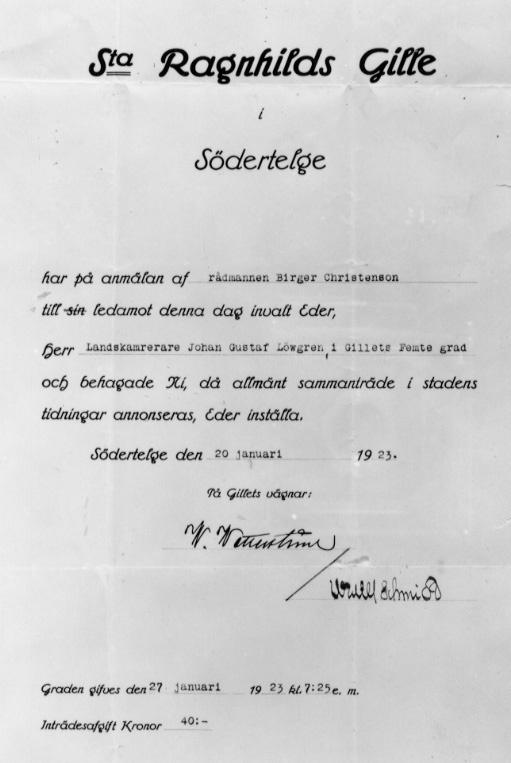 Sta Ragnhilds Gille
i
Södertelge
har på anmälan af rådmannen Birger Christenson
till sin ledamot denna dag invalt Eder,
Herr Landskamrerare Johan Gustaf Löwgren, i Gillets Femte grad
och behagade Ni, då allmänt sammanträde i stadens
tidningar annonseras, Eder inställa.
Södertelge den 20 januari 1923.
På Gillets vägnar:
W. Wetterström
Schmidt
Graden gifves den 27 januari 1923 kl. 7:25 e. m.
Inträdesafgift Kronor 40:-